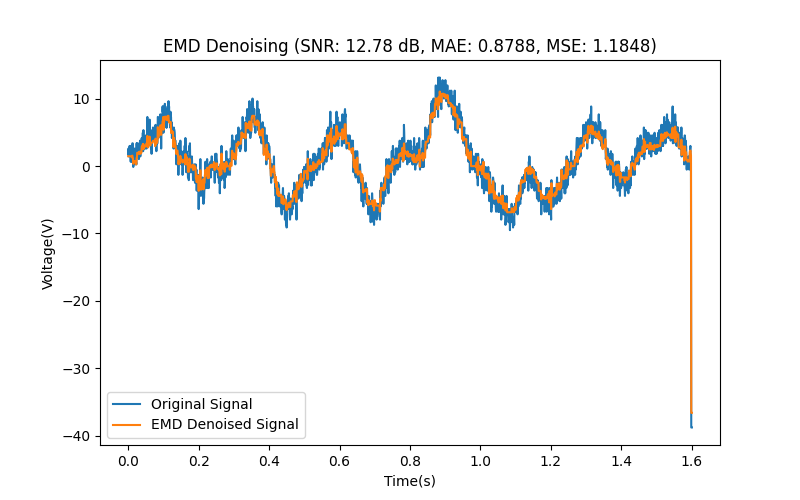 EMD Denoising (SNR: 12.78 dB, MAE: 0.8788, MSE: 1.1848)
10
0
−10
−20
−30
−40
Voltage(V)
Original Signal
EMD Denoised Signal
0.0 0.2 0.4 0.6 0.8 1.0 1.2 1.4 1.6
Time(s)